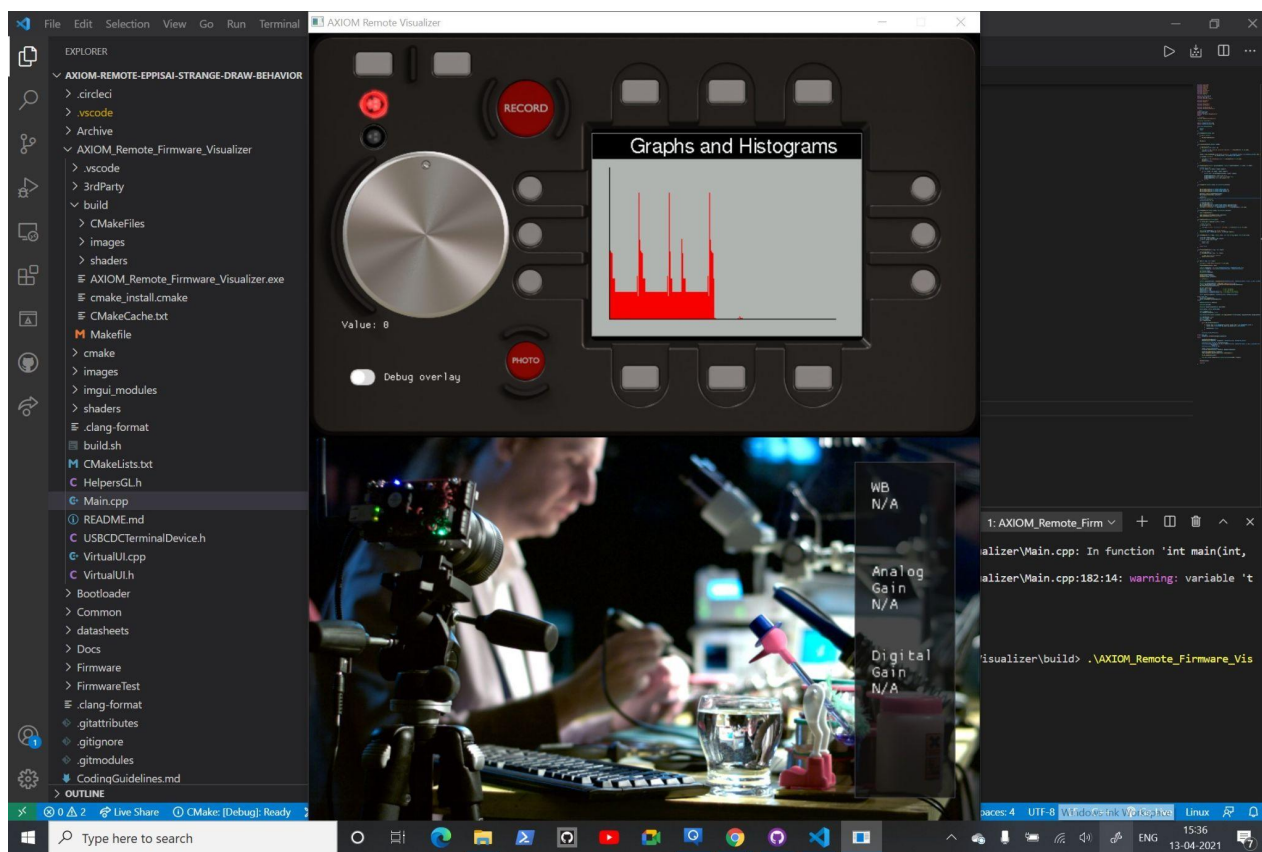 File Edit Selection View Go Run Terminal
AXIOM Remote Visualizer
EXPLORER
AXIOM-REMOTE-EPPISAI-STRANGE-DRAW-BEHAVIOR
.circleci
.vscode
Archive
AXIOM_Remote_Firmware_Visualizer
.vscode
3rdParty
build
CMakeFiles
images
shaders
AXIOM_Remote_Firmware_Visualizer.exe
cmake_install.cmake
CMakeCache.txt
Makefile
cmake
images
imgui_modules
shaders
.clang-format
build.sh
CMakeLists.txt
HelpersGL.h
Main.cpp
README.md
USBCDCTerminalDevice.h
VirtualUI.cpp
VirtualUI.h
Bootloader
Common
datasheets
Docs
Firmware
FirmwareTest
.clang-format
.gitattributes
.gitignore
.gitmodules
CodingGuidelines.md
OUTLINE
RECORD
Graphs and Histograms
Value: 0
PHOTO
Debug overlay
WB
N/A
Analog
Gain
N/A
Digital
Gain
N/A
1: AXIOM_Remote_Firm
alizer\Main.cpp: In function 'int main(int,
alizer\Main.cpp:182:14: warning: variable 't
isualizer\build> .\AXIOM_Remote_Firmware_Vis
0 2 Live Share CMake: [Debug]: Ready
paces: 4 UTF-8 Linux
Type here to search
ENG
15:36
13-04-2021
7